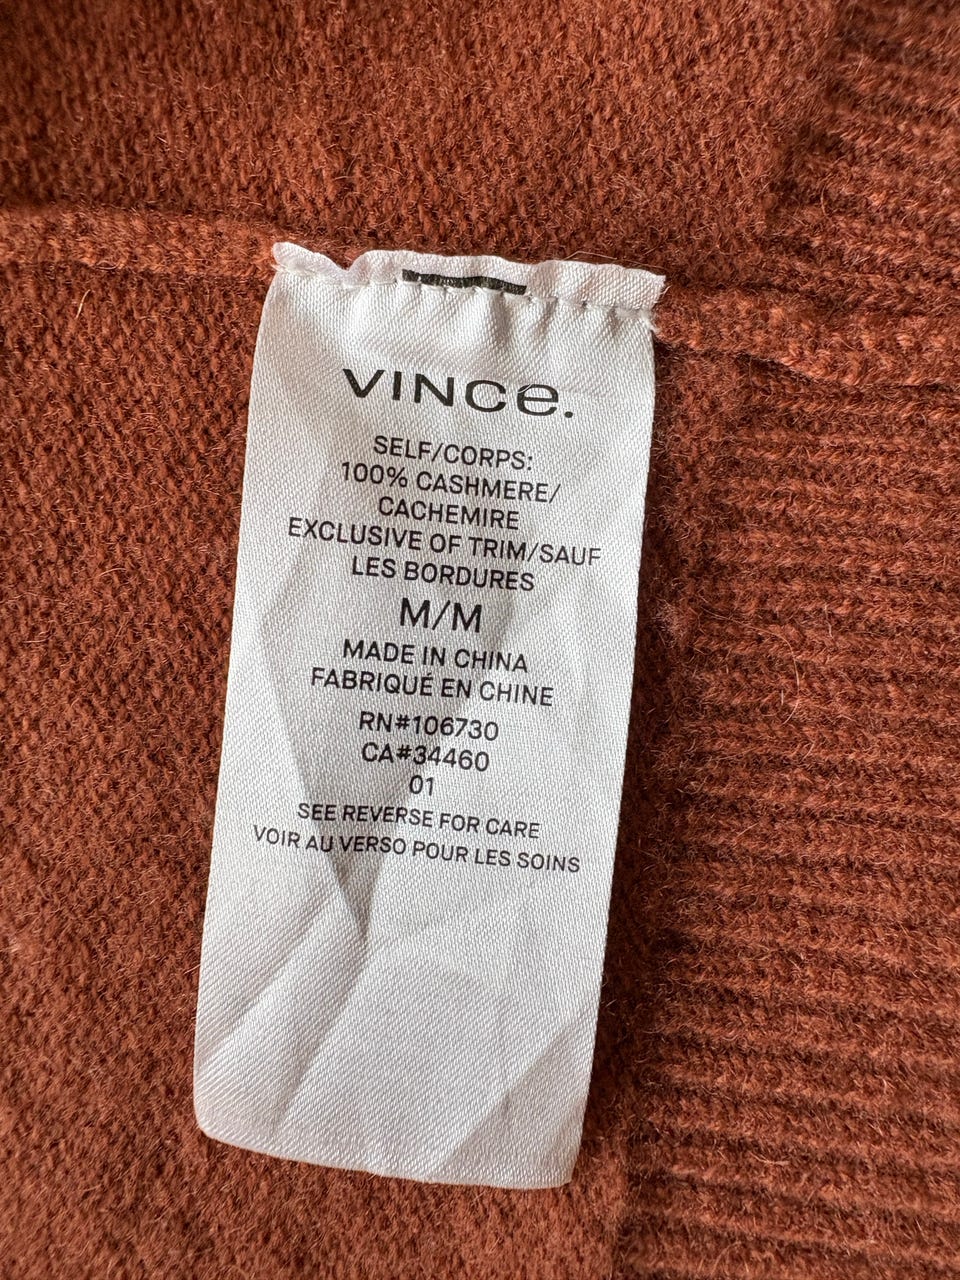 VINCe.
SELF/CORPS:
100% CASHMERE/
CACHEMIRE
EXCLUSIVE OF TRIM/SAUF
LES BORDURES
M/M
MADE IN CHINA
FABRIQUÉ EN CHINE
RN#106730
CA#34460
01
SEE REVERSE FOR CARE
VOIR AU VERSO POUR LES SOINS